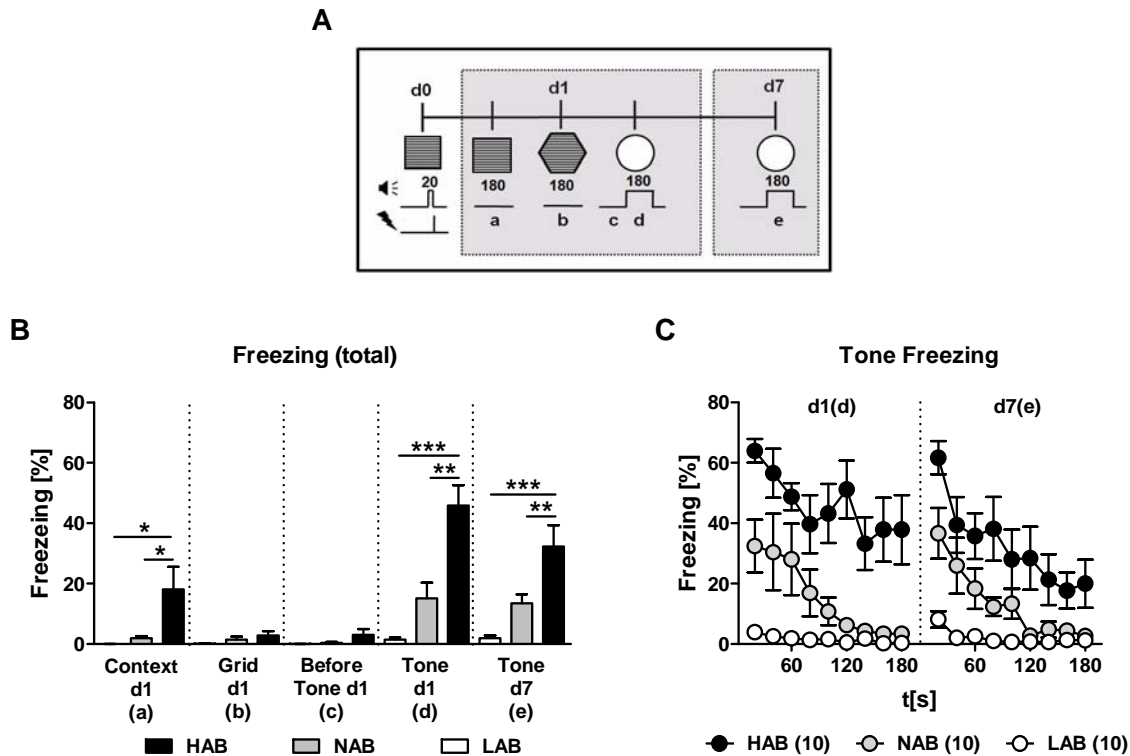 A
d0 d1 d7
20 180 180 180 180
a b c d e
B
Freezing (total)
Freezeing [%]
80
60
40
20
0
*
*
***
**
***
**
Context Grid Before Tone Tone
d1 d1 Tone d1 d1 d7
(a) (b) (c) (d) (e)
HAB NAB LAB
C
Tone Freezing
d1(d) d7(e)
Freezing [%]
80
60
40
20
0
60 120 180 60 120 180
t[s]
HAB (10) NAB (10) LAB (10)